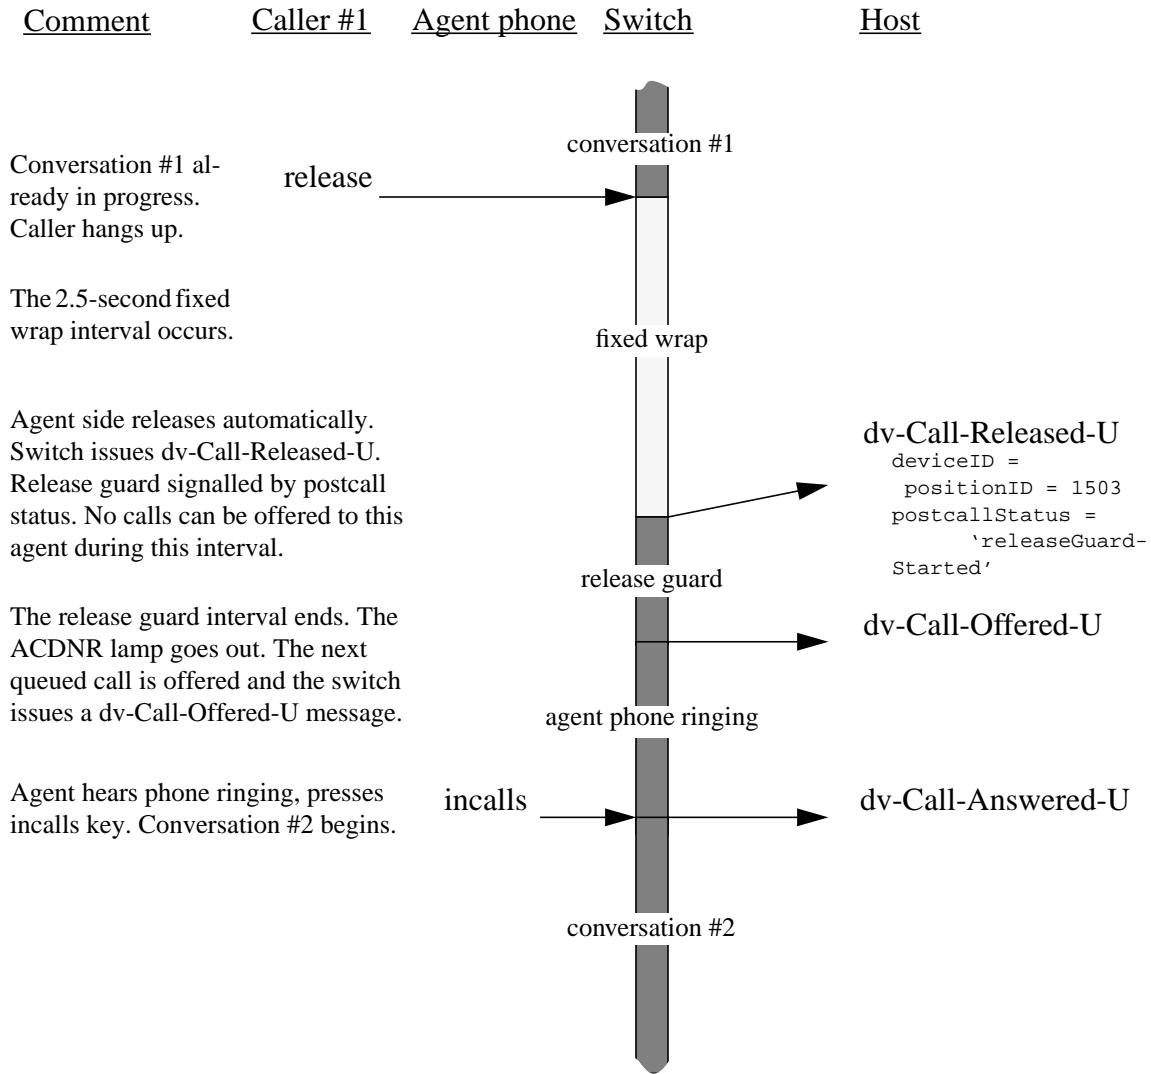 Comment
Caller #1
Agent phone
Switch
Host
conversation #1
Conversation #1 al-
ready in progress.
Caller hangs up.
release
The 2.5-second fixed
wrap interval occurs.
fixed wrap
Agent side releases automatically.
Switch issues dv-Call-Released-U.
Release guard signalled by postcall
status. No calls can be offered to this
agent during this interval.
dv-Call-Released-U
deviceID =
positionID = 1503
postcallStatus =
‘releaseGuard-
Started’
release guard
The release guard interval ends. The
ACDNR lamp goes out. The next
queued call is offered and the switch
issues a dv-Call-Offered-U message.
dv-Call-Offered-U
agent phone ringing
Agent hears phone ringing, presses
incalls key. Conversation #2 begins.
incalls
dv-Call-Answered-U
conversation #2